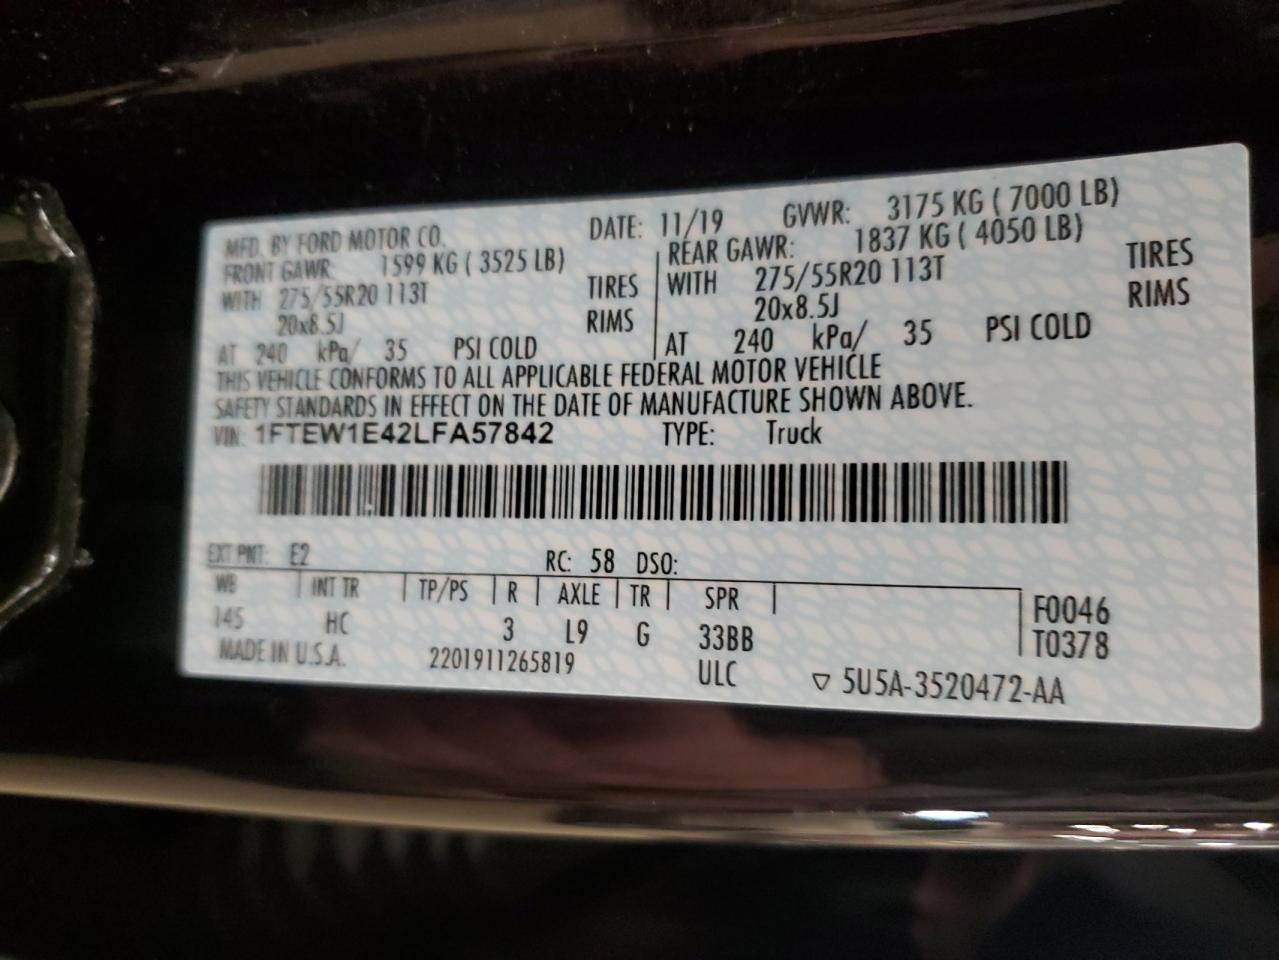 MFD. BY FORD MOTOR CO. DATE: 11/19 GVWR: 3175 KG ( 7000 LB)
FRONT GAWR: 1599 KG ( 3525 LB) REAR GAWR: 1837 KG ( 4050 LB)
WITH 275/55R20 113T TIRES WITH 275/55R20 113T TIRES
20x8.5J RIMS 20x8.5J RIMS
AT 240 kPa/ 35 PSI COLD AT 240 kPa/ 35 PSI COLD
THIS VEHICLE CONFORMS TO ALL APPLICABLE FEDERAL MOTOR VEHICLE
SAFETY STANDARDS IN EFFECT ON THE DATE OF MANUFACTURE SHOWN ABOVE.
VIN: 1FTEW1E42LFA57842 TYPE: Truck
EXT PNT: E2 RC: 58 DSO:
WB INT TR TP/PS R AXLE TR SPR F0046
145 HC 3 L9 G 33BB T0378
MADE IN U.S.A. 2201911265819 ULC ▽ 5U5A-3520472-AA